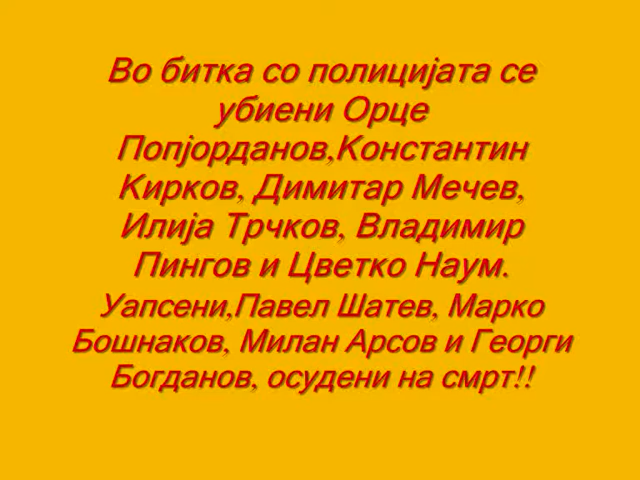 Во битка со полицијата се
убиени Орце
Попјорданов,Константин
Кирков, Димитар Мечев,
Илија Трчков, Владимир
Пингов и Цветко Наум.
Уапсени,Павел Шатев, Марко
Бошнаков, Милан Арсов и Георги
Богданов, осудени на смрт!!